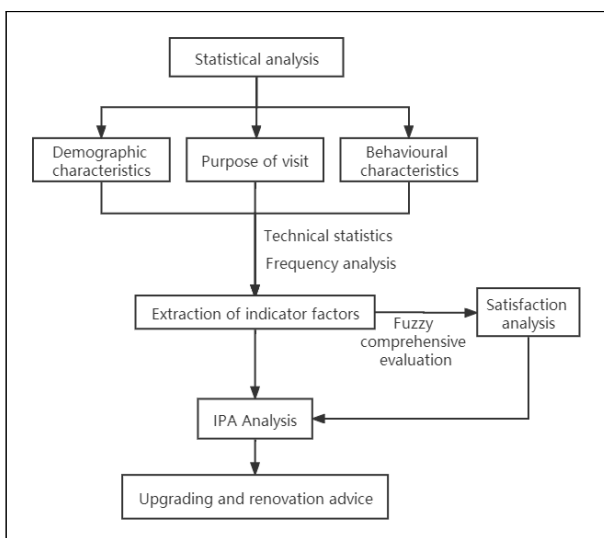 Statistical analysis
Demographic
characteristics
Purpose of visit
Behavioural
characteristics
Technical statistics
Frequency analysis
Extraction of indicator factors
Fuzzy
comprehensive
evaluation
Satisfaction
analysis
IPA Analysis
Upgrading and renovation advice